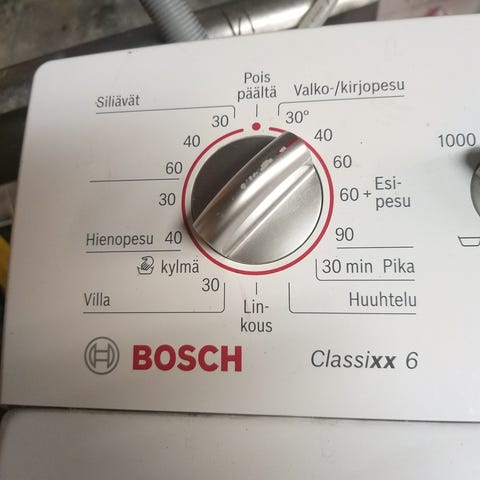 Pois
päältä
Siliävät
Valko-/kirjopesu
30
30°
40
40
1000
60
60
30
60 + Esi-
pesu
Hienopesu 40
90
kylmä
30 min Pika
Villa
30
Huuhtelu
Lin-
kous
BOSCH
Classixx 6